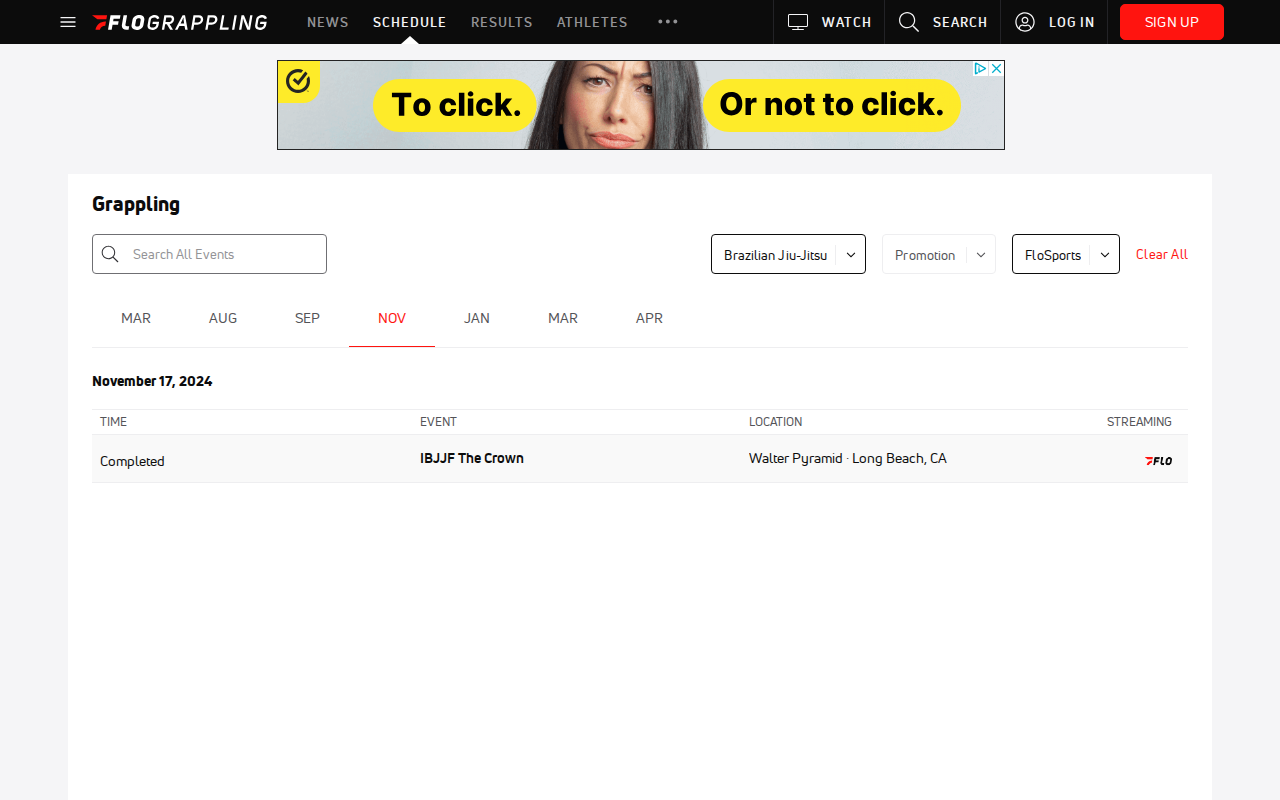 FLOGRAPPLING NEWS SCHEDULE RESULTS ATHLETES WATCH SEARCH LOG IN SIGN UP
To click. Or not to click.
Grappling
Search All Events Brazilian Jiu-Jitsu Promotion FloSports Clear All
MAR AUG SEP NOV JAN MAR APR
November 17, 2024
TIME EVENT LOCATION STREAMING
Completed IBJJF The Crown Walter Pyramid · Long Beach, CA FLO